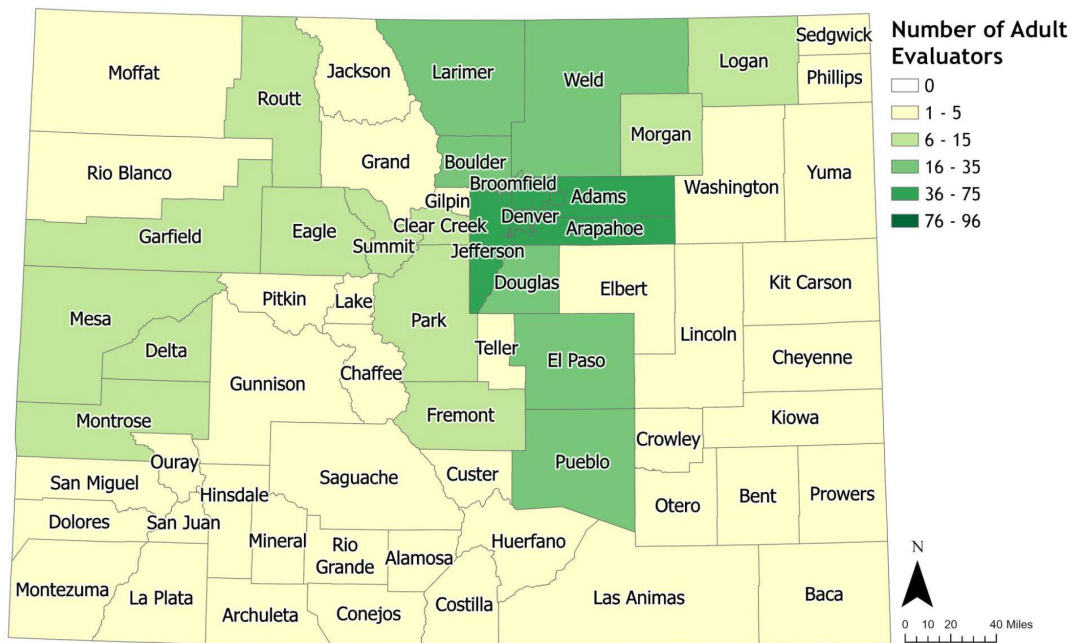 Number of Adult
Evaluators
0
1 - 5
6 - 15
16 - 35
36 - 75
76 - 96
Moffat
Routt
Jackson
Larimer
Weld
Logan
Sedgwick
Phillips
Morgan
Rio Blanco
Grand
Boulder
Broomfield
Gilpin
Adams
Washington
Yuma
Garfield
Eagle
Summit
Clear Creek
Denver
Arapahoe
Jefferson
Douglas
Elbert
Kit Carson
Mesa
Pitkin
Lake
Park
Lincoln
Delta
Teller
El Paso
Cheyenne
Gunnison
Chaffee
Montrose
Fremont
Kiowa
Crowley
Ouray
Pueblo
San Miguel
Saguache
Custer
Hinsdale
Otero
Bent
Prowers
Dolores
San Juan
Mineral
Rio
Grande
Alamosa
Huerfano
Montezuma
La Plata
Archuleta
Conejos
Costilla
Las Animas
Baca
N
0 10 20 40 Miles